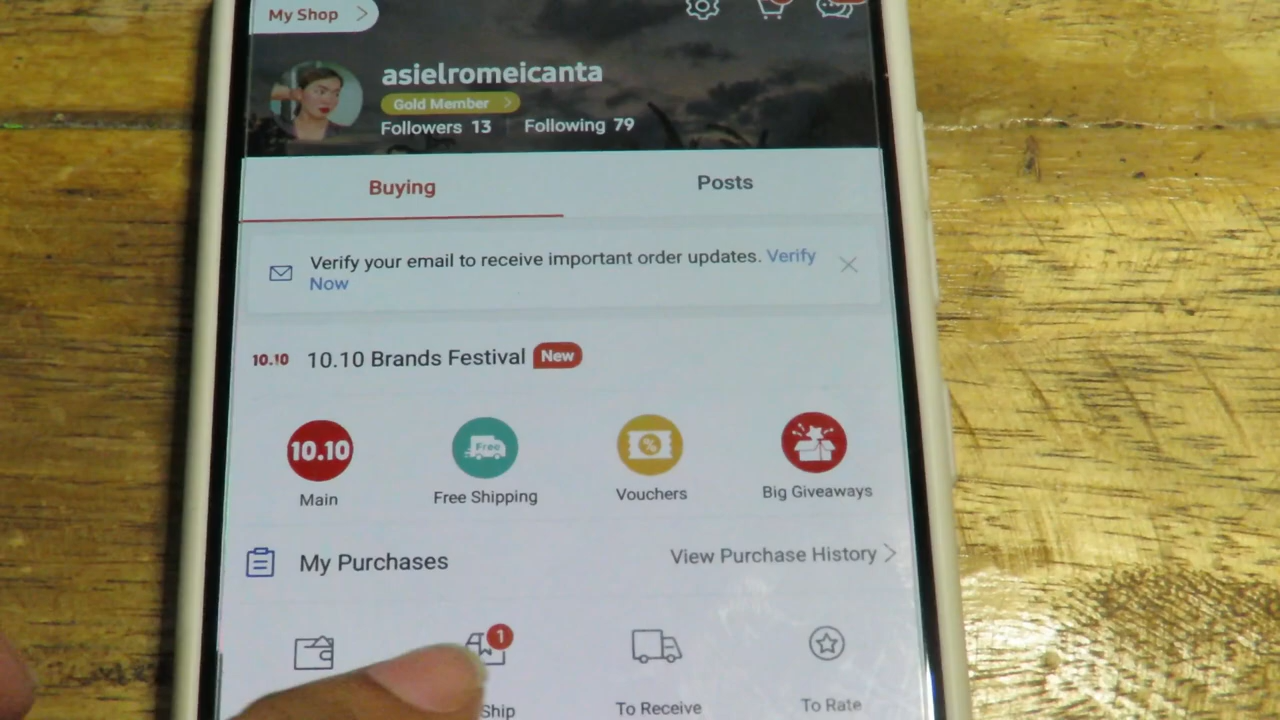 My Shop
asielromeicanta
Gold Member
Followers 13 Following 79
Buying Posts
Verify your email to receive important order updates. Verify
Now
10.10 10.10 Brands Festival New
10.10 Free %
Main Free Shipping Vouchers Big Giveaways
My Purchases View Purchase History
1
Ship To Receive To Rate